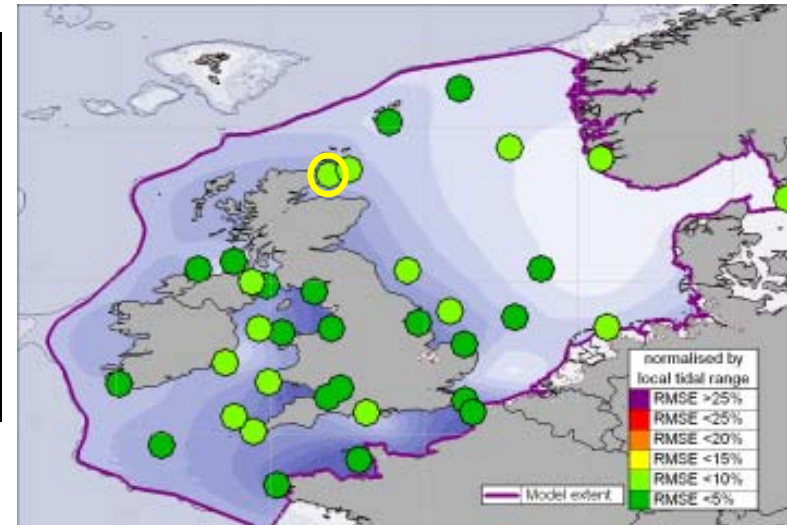 normalised by
local tidal range
RMSE >25%
RMSE <25%
RMSE <20%
RMSE <15%
RMSE <10%
RMSE <5%
Model extent